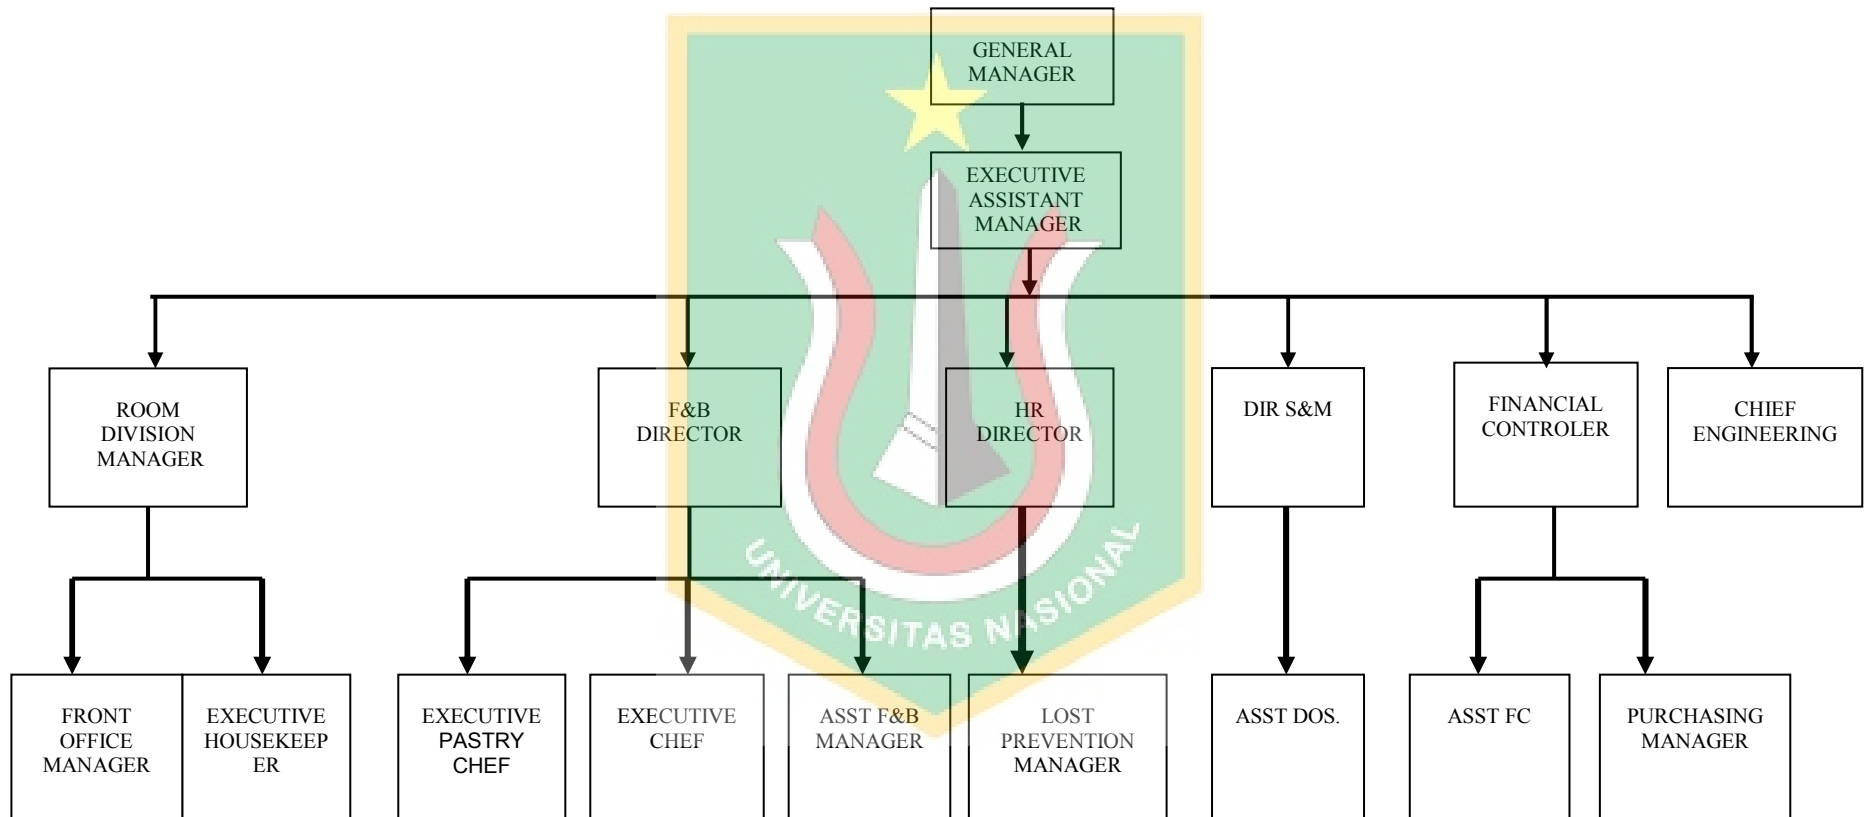 GENERAL
MANAGER
EXECUTIVE
ASSISTANT
MANAGER
ROOM
DIVISION
MANAGER
F&B
DIRECTOR
HR
DIRECTOR
DIR S&M
FINANCIAL
CONTROLER
CHIEF
ENGINEERING
UNIVERSITAS NASIONAL
FRONT
OFFICE
MANAGER
EXECUTIVE
HOUSEKEEP
ER
EXECUTIVE
PASTRY
CHEF
EXECUTIVE
CHEF
ASST F&B
MANAGER
LOST
PREVENTION
MANAGER
ASST DOS.
ASST FC
PURCHASING
MANAGER